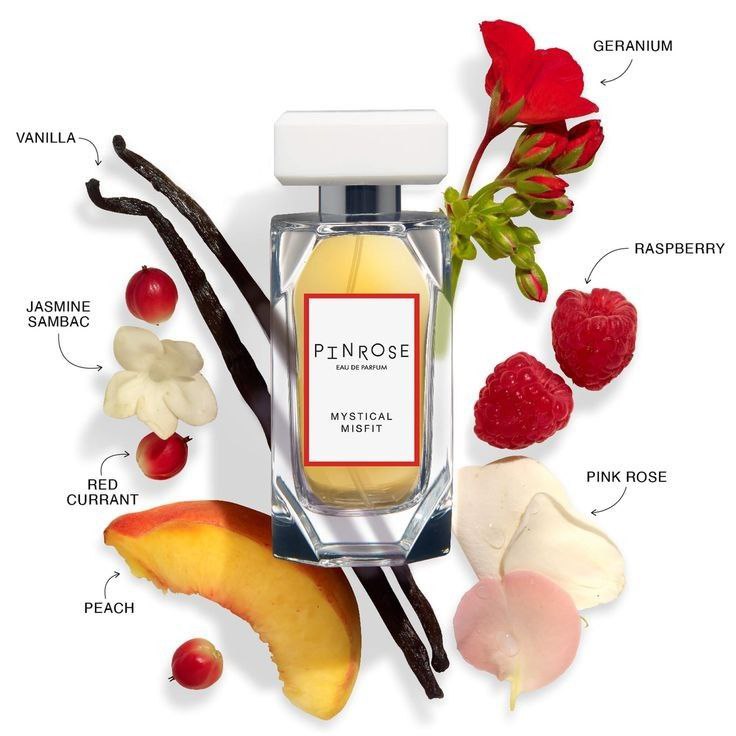 GERANIUM
VANILLA
RASPBERRY
JASMINE
SAMBAC
PINROSE
EAU DE PARFUM
MYSTICAL
MISFIT
RED
CURRANT
PINK ROSE
PEACH